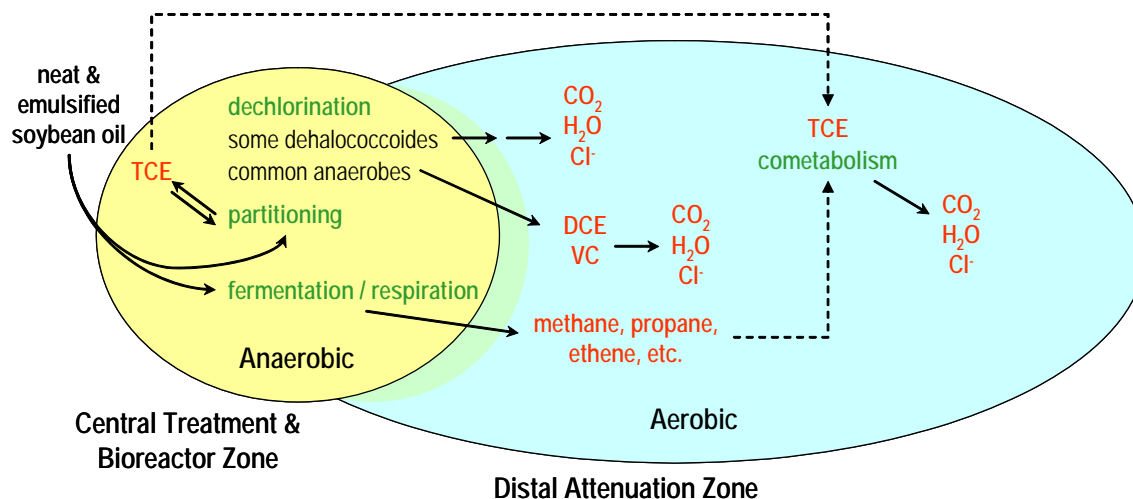 neat &
emulsified
soybean oil
TCE
dechlorination
some dehalococcoides
common anaerobes
partitioning
fermentation / respiration
Anaerobic
Central Treatment &
Bioreactor Zone
CO₂
H₂O
Cl⁻
DCE
VC
CO₂
H₂O
Cl⁻
methane, propane,
ethene, etc.
TCE
cometabolism
CO₂
H₂O
Cl⁻
Aerobic
Distal Attenuation Zone